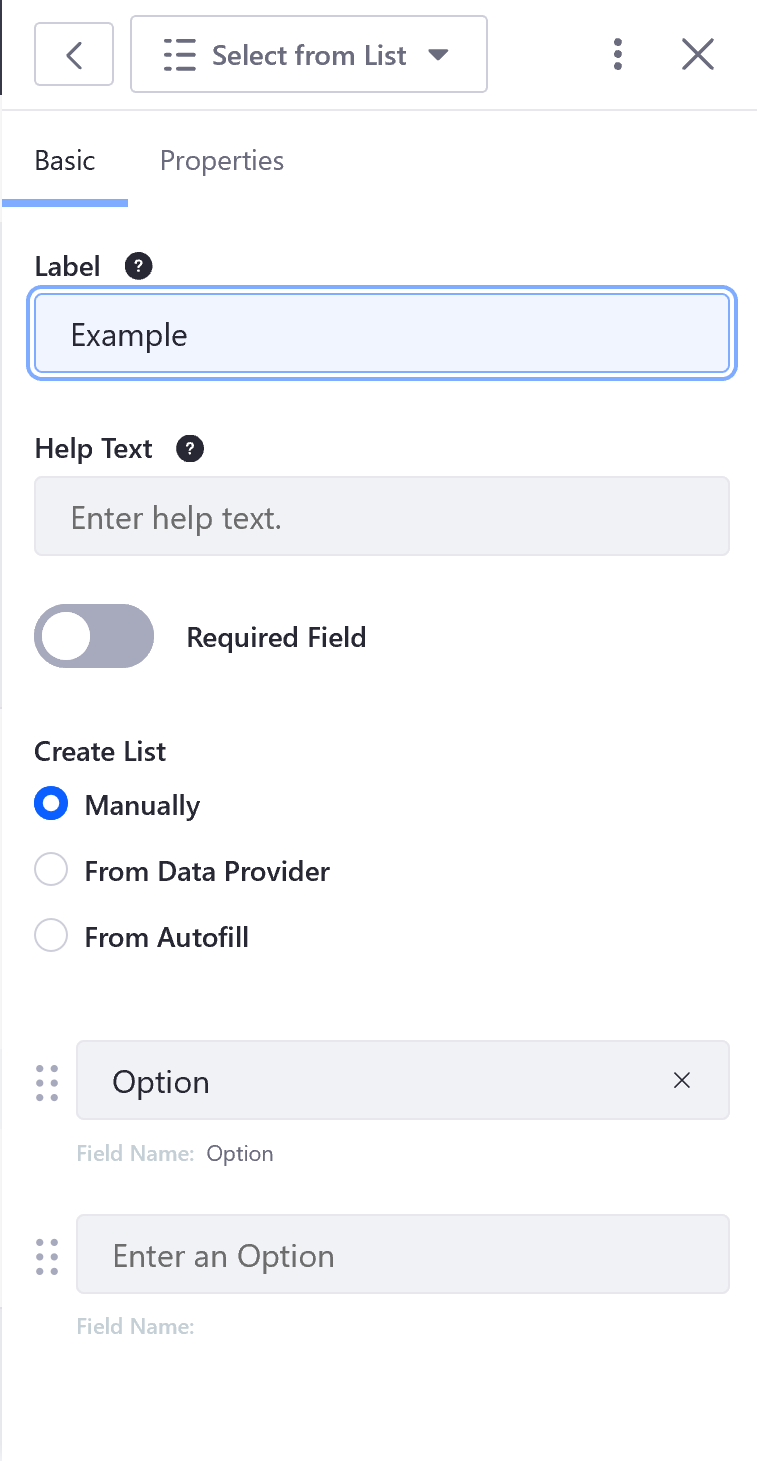 Select from List
Basic Properties
Label ?
Example
Help Text ?
Enter help text.
Required Field
Create List
Manually
From Data Provider
From Autofill
Option
Field Name: Option
Enter an Option
Field Name: